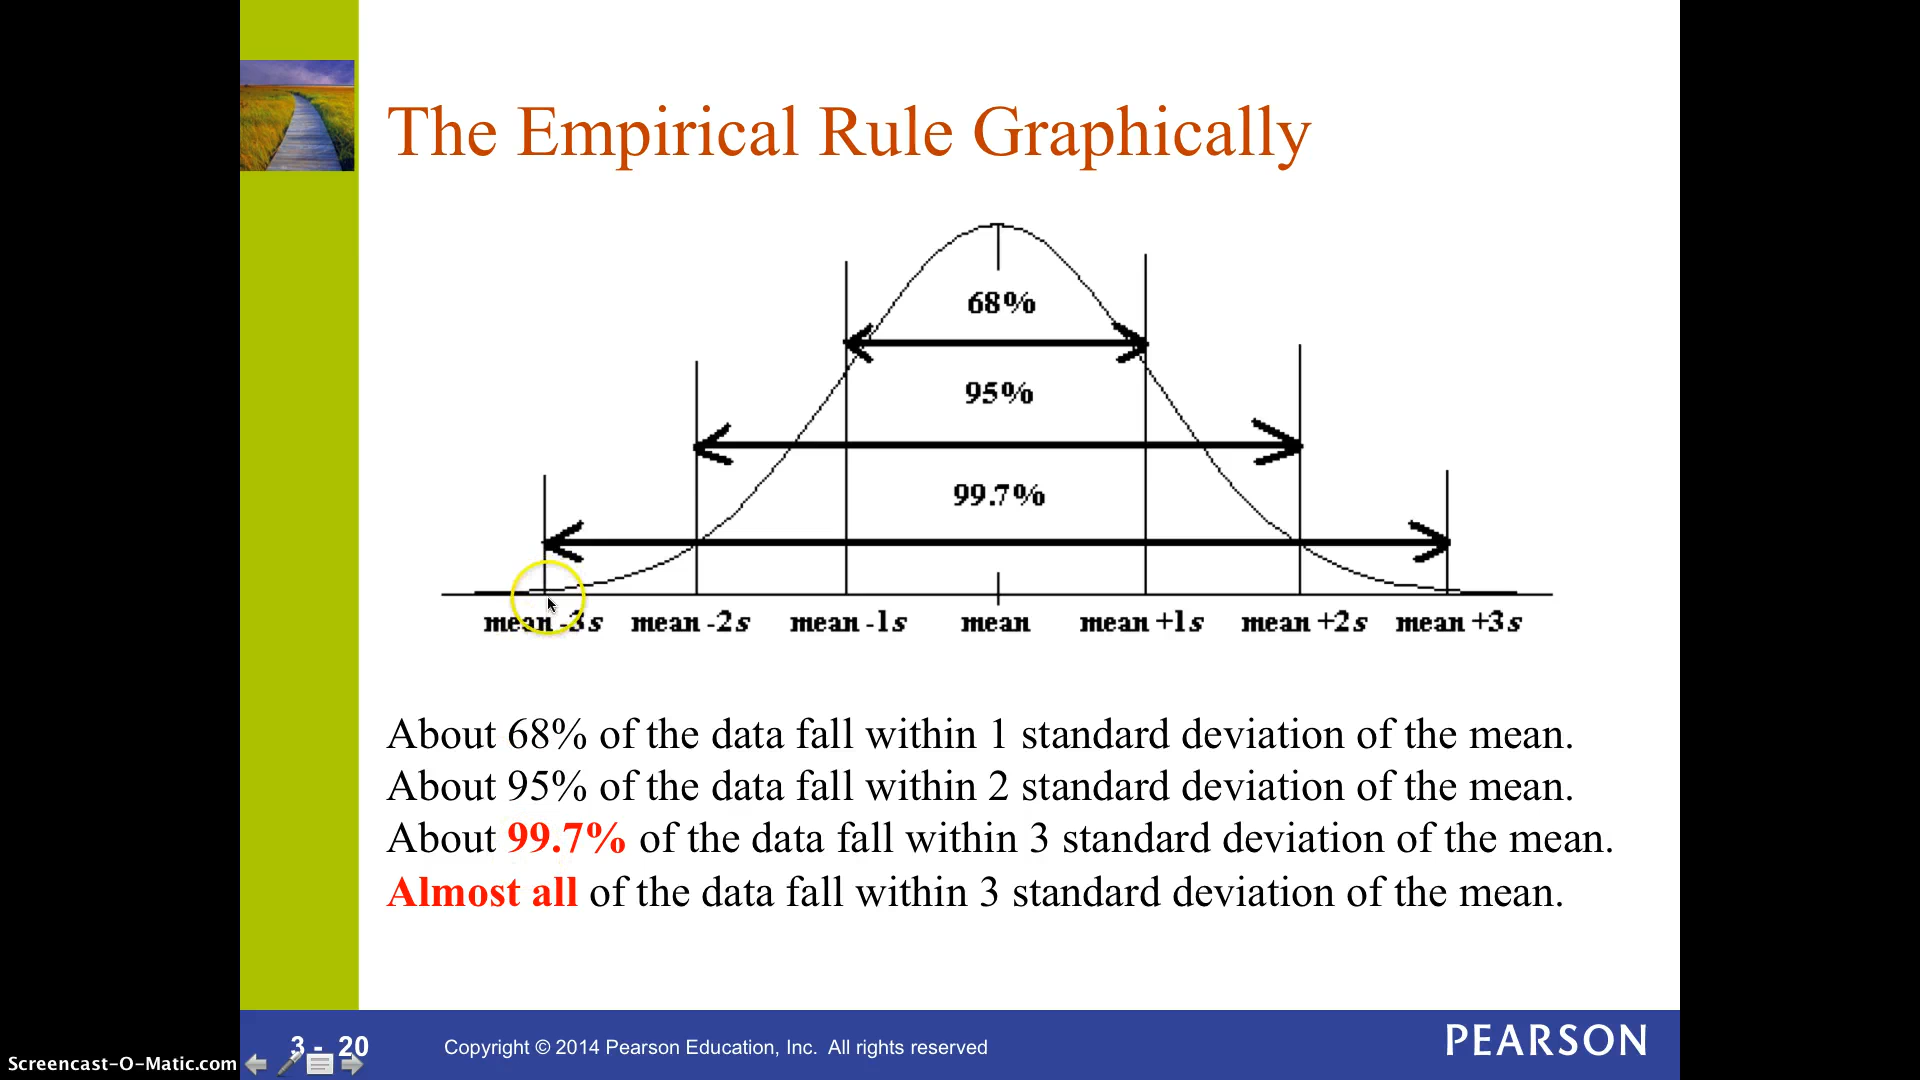 The Empirical Rule Graphically
68%
95%
99.7%
mean -3s mean -2s mean -1s mean mean +1s mean +2s mean +3s
About 68% of the data fall within 1 standard deviation of the mean.
About 95% of the data fall within 2 standard deviation of the mean.
About 99.7% of the data fall within 3 standard deviation of the mean.
Almost all of the data fall within 3 standard deviation of the mean.
3 - 20
Copyright © 2014 Pearson Education, Inc. All rights reserved
PEARSON
Screencast-O-Matic.com